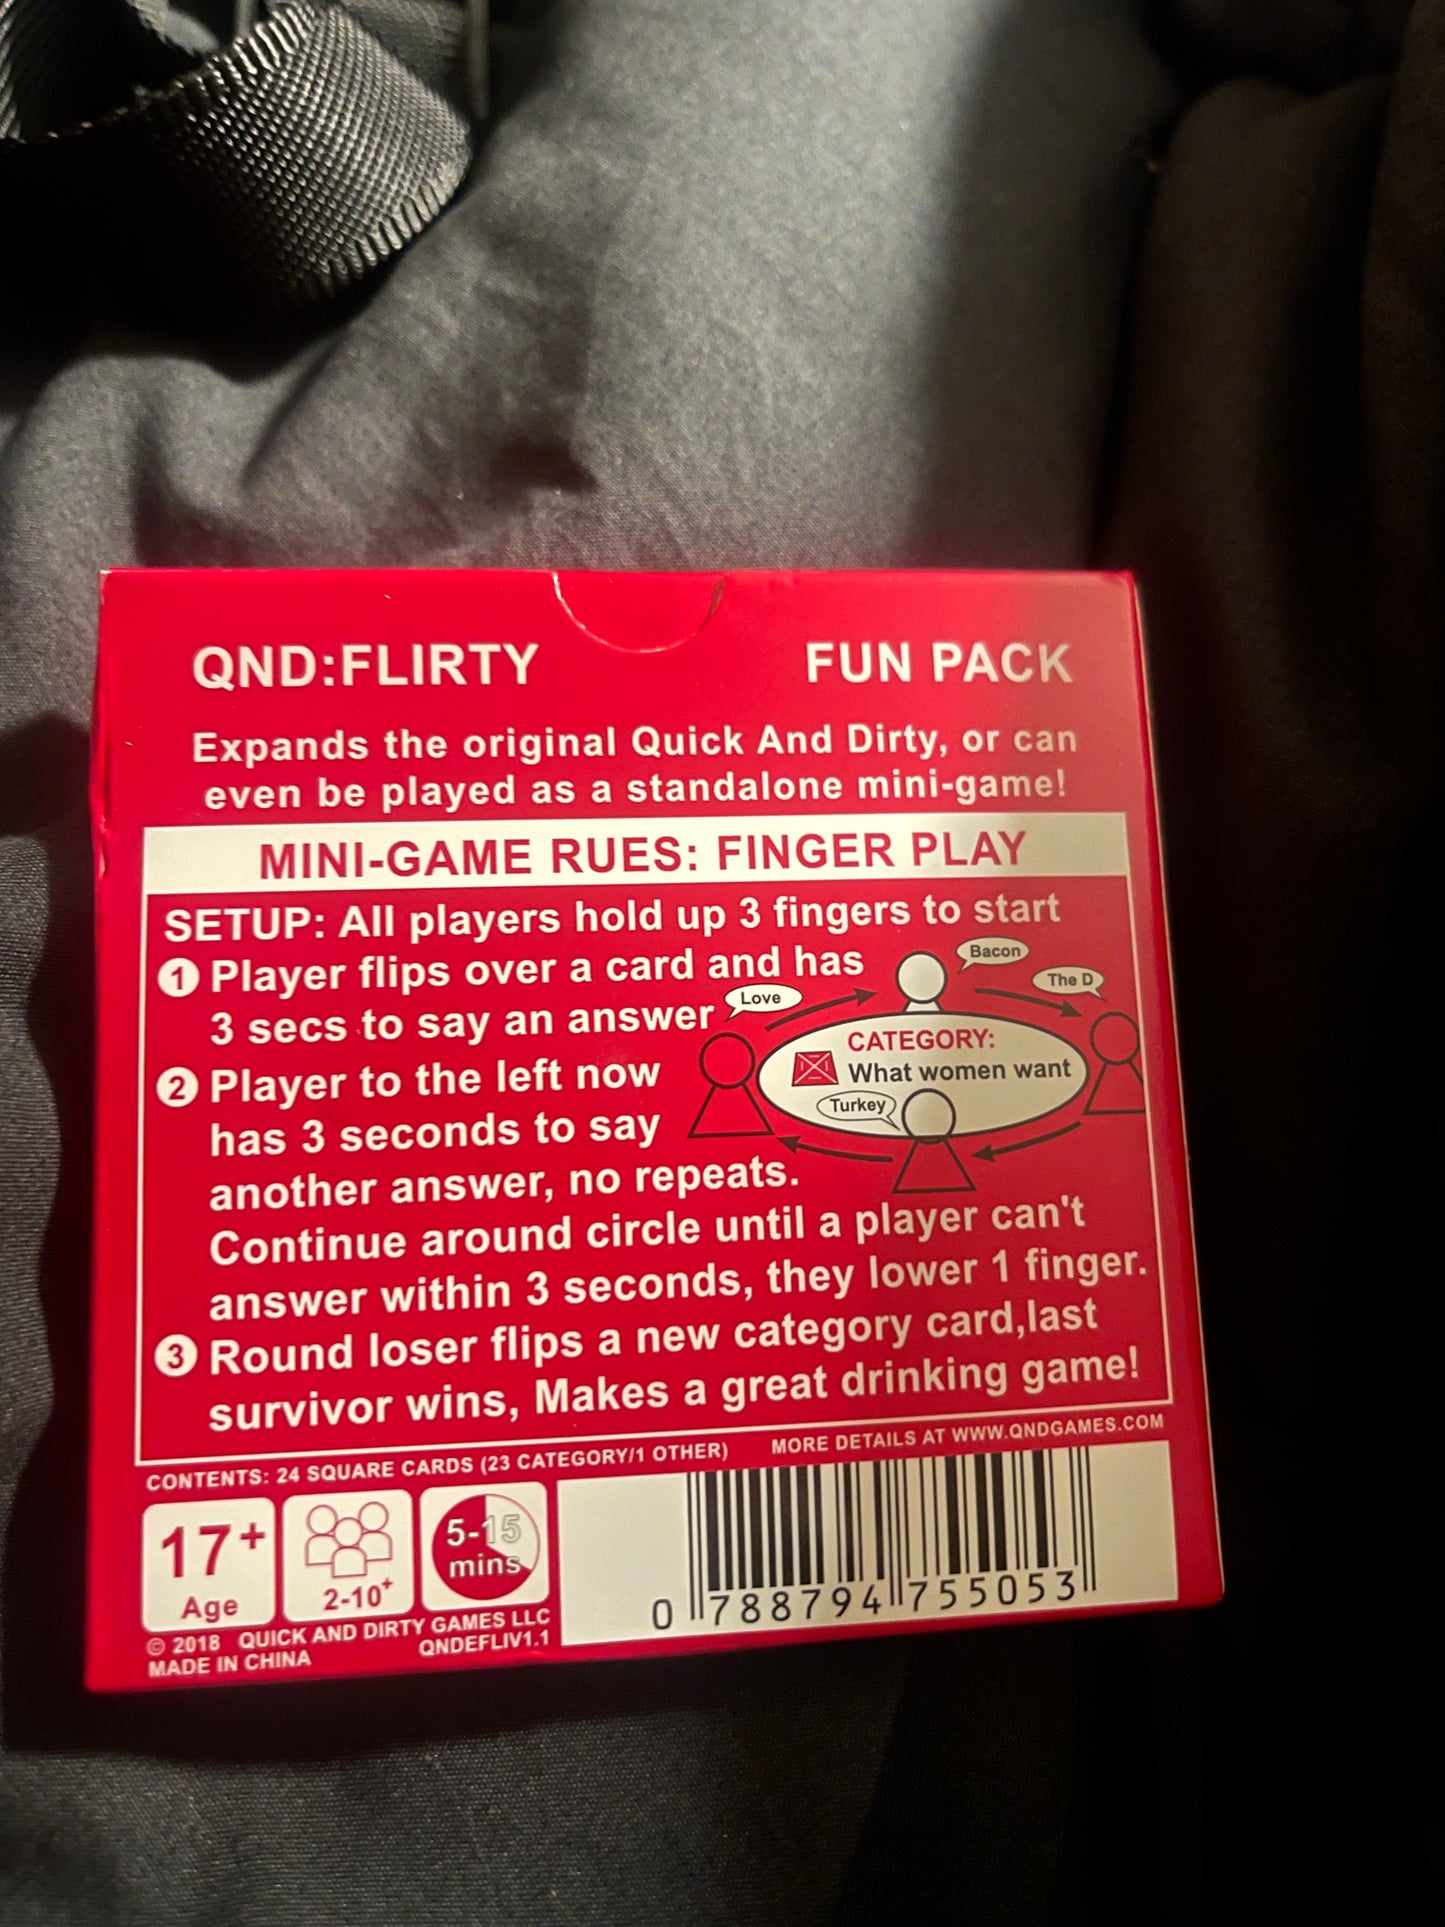 QND:FLIRTY FUN PACK
Expands the original Quick And Dirty, or can
even be played as a standalone mini-game!
MINI-GAME RUES: FINGER PLAY
SETUP: All players hold up 3 fingers to start
1 Player flips over a card and has
3 secs to say an answer
2 Player to the left now
has 3 seconds to say
another answer, no repeats.
Continue around circle until a player can't
answer within 3 seconds, they lower 1 finger.
3 Round loser flips a new category card,last
survivor wins, Makes a great drinking game!
Bacon
The D
Love
CATEGORY:
What women want
Turkey
CONTENTS: 24 SQUARE CARDS (23 CATEGORY/1 OTHER) MORE DETAILS AT WWW.QNDGAMES.COM
17+
Age
2-10+
5-15
mins
© 2018 QUICK AND DIRTY GAMES LLC
MADE IN CHINA QNDEFLIV1.1
0 788794 755053